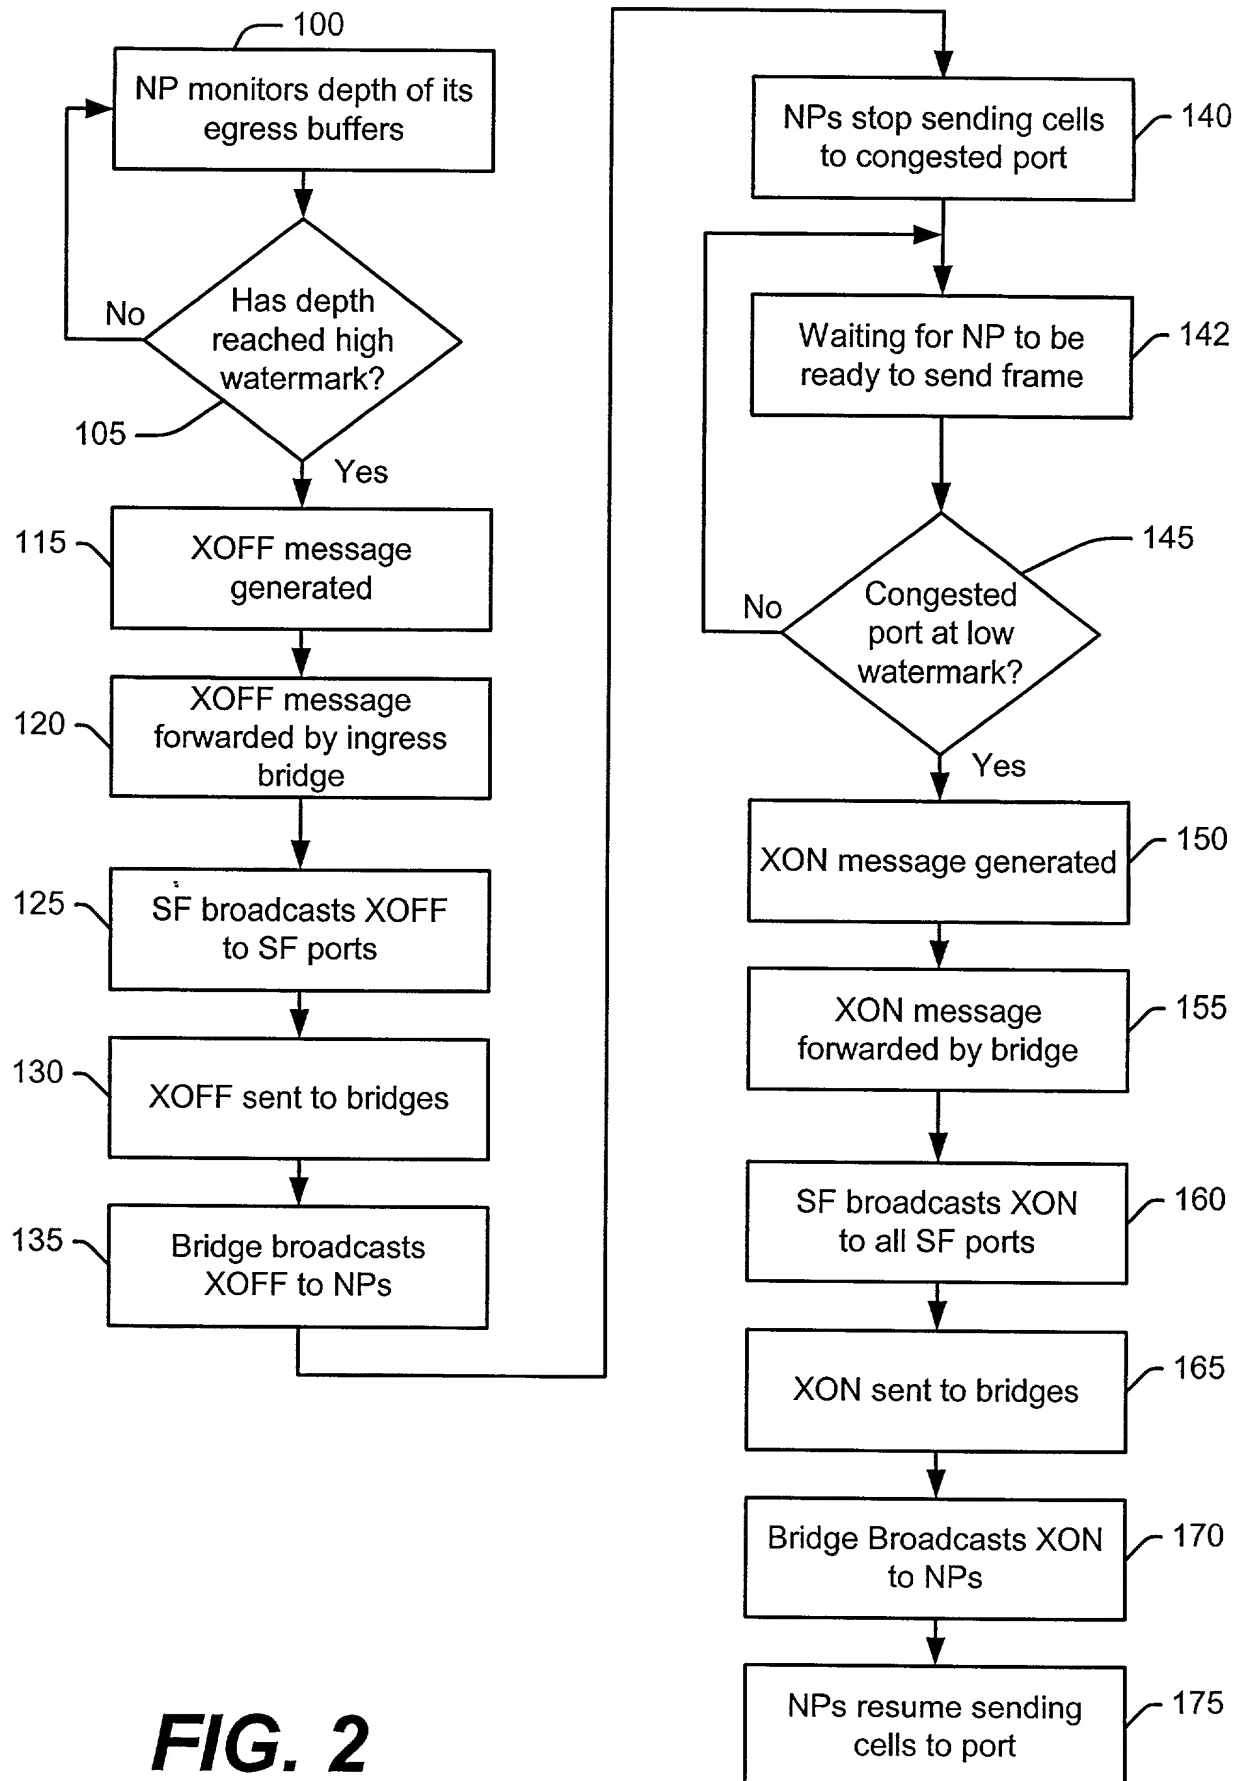 100
NP monitors depth of its
egress buffers
No
Has depth
reached high
watermark?
105
Yes
115
XOFF message
generated
120
XOFF message
forwarded by ingress
bridge
125
SF broadcasts XOFF
to SF ports
130
XOFF sent to bridges
135
Bridge broadcasts
XOFF to NPs
NPs stop sending cells
to congested port
140
Waiting for NP to be
ready to send frame
142
145
No
Congested
port at low
watermark?
Yes
XON message generated
150
XON message
forwarded by bridge
155
SF broadcasts XON
to all SF ports
160
XON sent to bridges
165
Bridge Broadcasts XON
to NPs
170
NPs resume sending
cells to port
175
FIG. 2